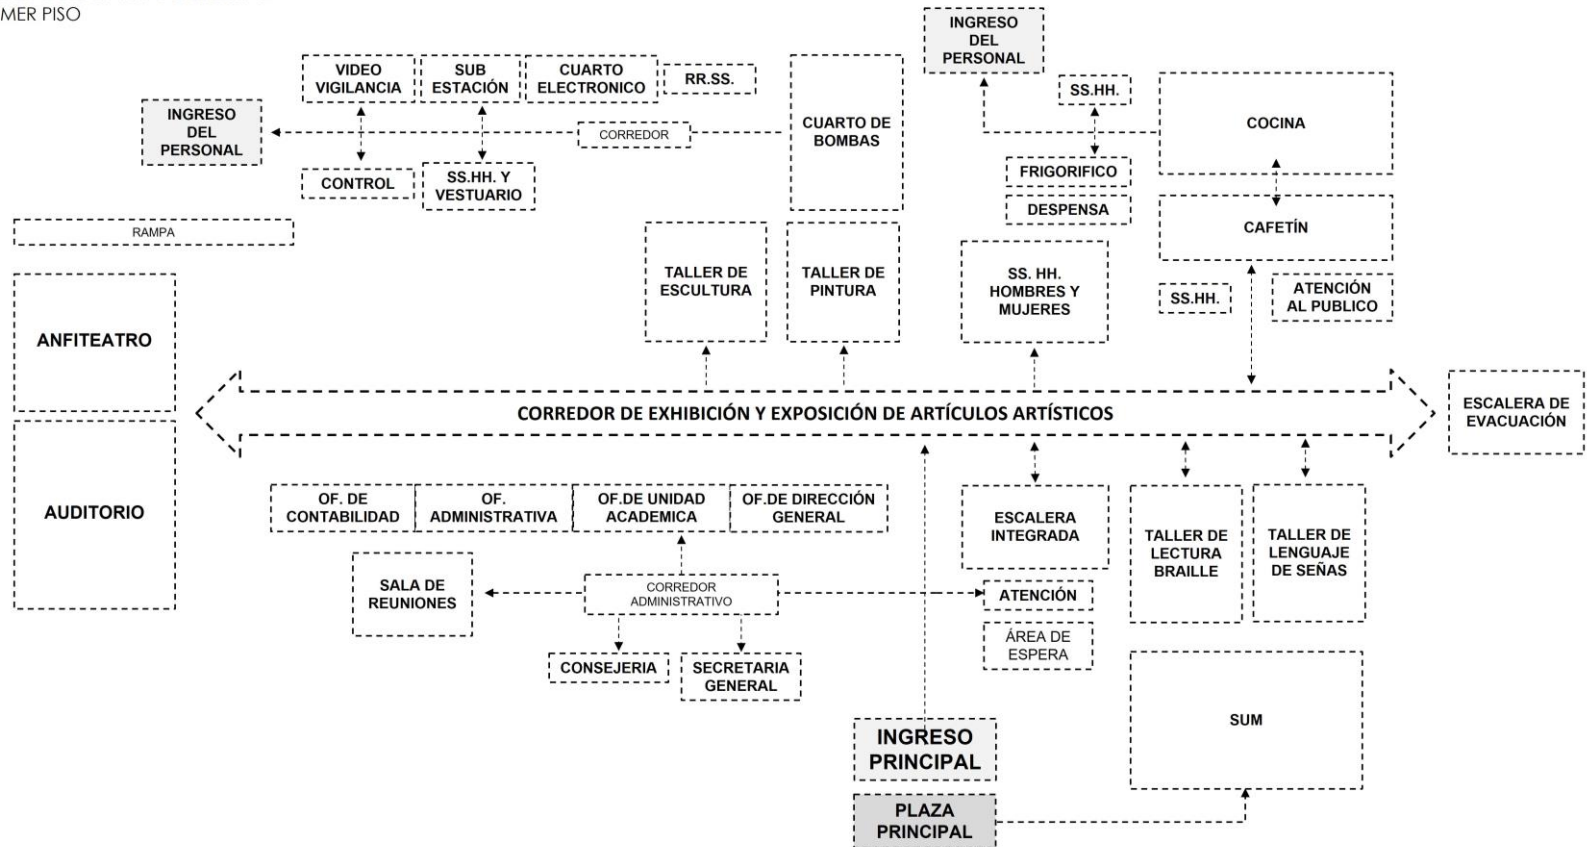 MER PISO
INGRESO
DEL
PERSONAL
VIDEO
VIGILANCIA
SUB
ESTACIÓN
CUARTO
ELECTRONICO
RR.SS.
SS.HH.
INGRESO
DEL
PERSONAL
CORREDOR
CUARTO DE
BOMBAS
COCINA
CONTROL
SS.HH. Y
VESTUARIO
FRIGORIFICO
DESPENSA
RAMPA
CAFETÍN
TALLER DE
ESCULTURA
TALLER DE
PINTURA
SS. HH.
HOMBRES Y
MUJERES
SS.HH.
ATENCIÓN
AL PUBLICO
ANFITEATRO
CORREDOR DE EXHIBICIÓN Y EXPOSICIÓN DE ARTÍCULOS ARTÍSTICOS
ESCALERA DE
EVACUACIÓN
AUDITORIO
OF. DE
CONTABILIDAD
OF.
ADMINISTRATIVA
OF.DE UNIDAD
ACADEMICA
OF.DE DIRECCIÓN
GENERAL
ESCALERA
INTEGRADA
TALLER DE
LECTURA
BRAILLE
TALLER DE
LENGUAJE
DE SEÑAS
SALA DE
REUNIONES
CORREDOR
ADMINISTRATIVO
ATENCIÓN
ÁREA DE
ESPERA
CONSEJERIA
SECRETARIA
GENERAL
SUM
INGRESO
PRINCIPAL
PLAZA
PRINCIPAL